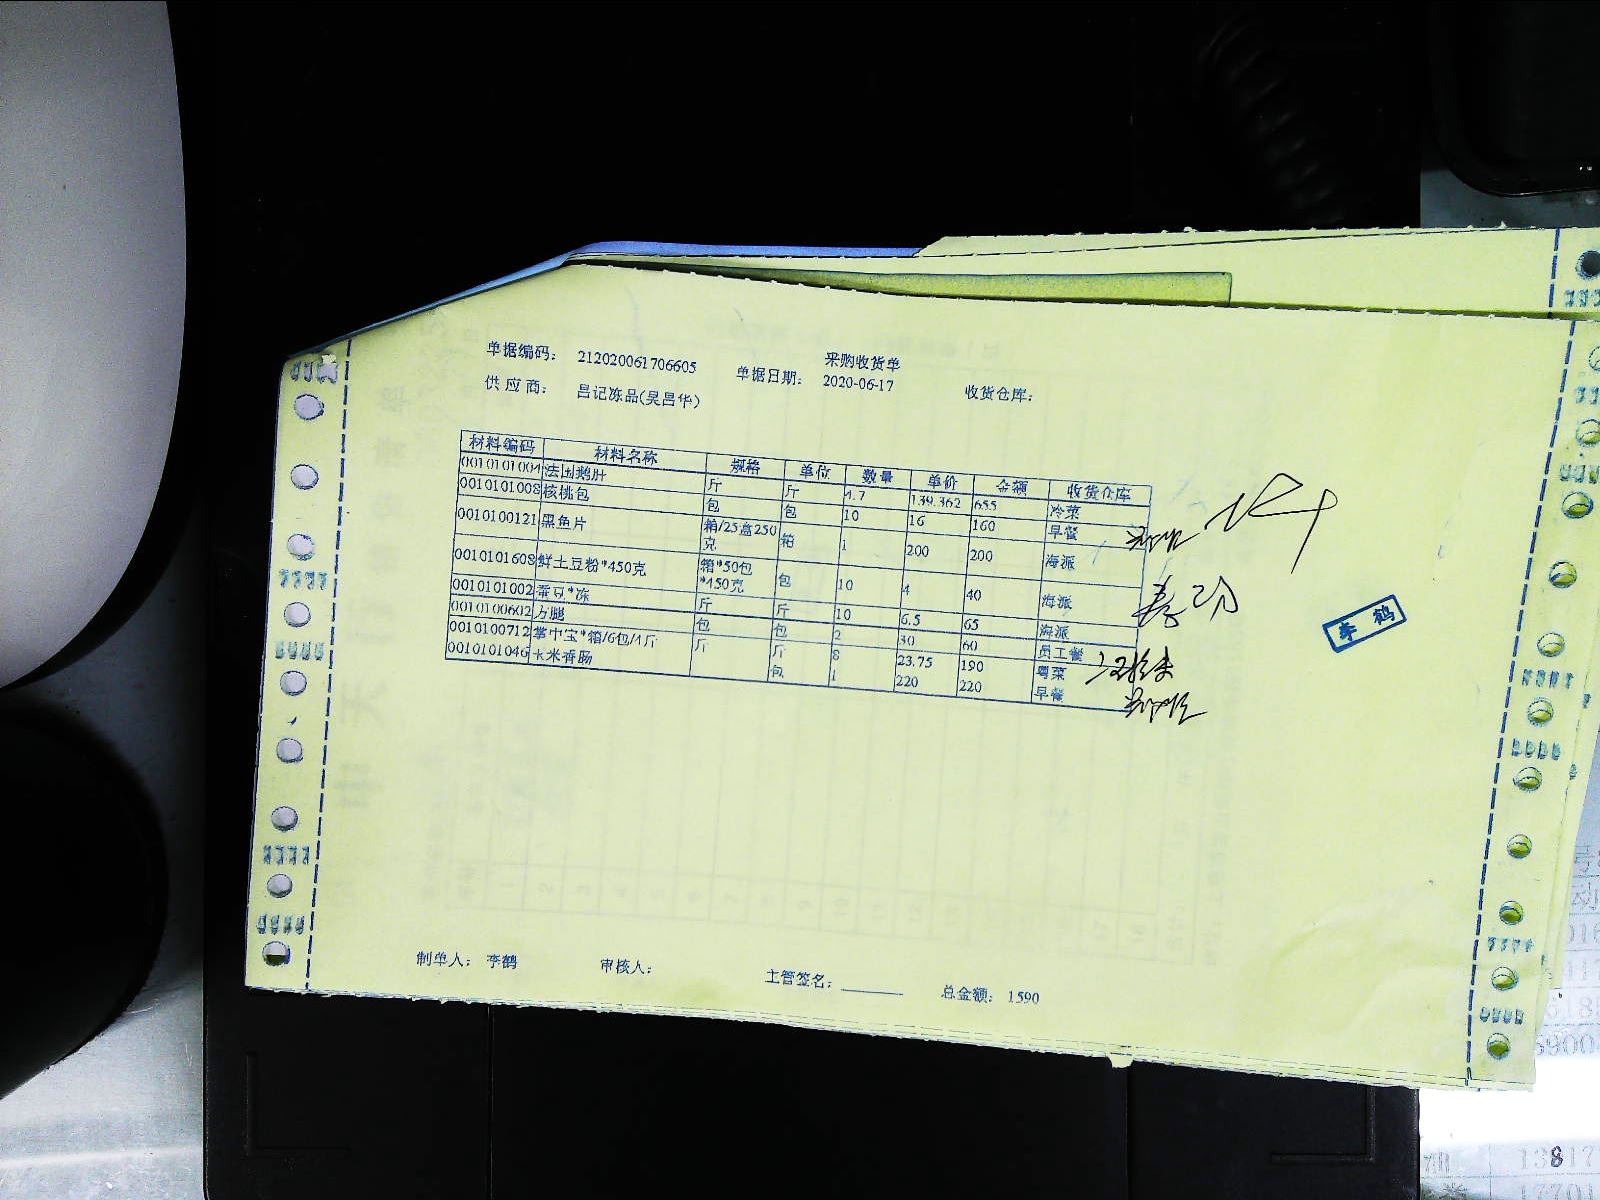 采购收货单
单据编码： 212020061706605 单据日期： 2020-06-17 收货仓库：
供应商： 吕记冻品(吴昌华)
材料编码 材料名称 规格 单位 数量 单价 金额 收货仓库
0010101004 法国鹅肝 斤 斤 4.7 139.362 655 冷菜
0010101008 核桃包 包 包 10 16 160 早餐
0010100121 黑鱼片 箱/25盒250克 箱 1 200 200 海派
0010101608 鲜土豆粉*450克 箱*50包*450克 包 10 4 40 海派
0010101002 蚕豆*冻 斤 斤 10 6.5 65 海派
0010100602 方腿 包 包 2 30 60 员工餐
0010100712 掌中宝*箱/6包/4斤 斤 斤 8 23.75 190 粤菜
0010101046 玉米香肠 包 1 220 220 早餐
李鹤
制单人： 李鹤 审核人： 主管签名： 总金额： 1590